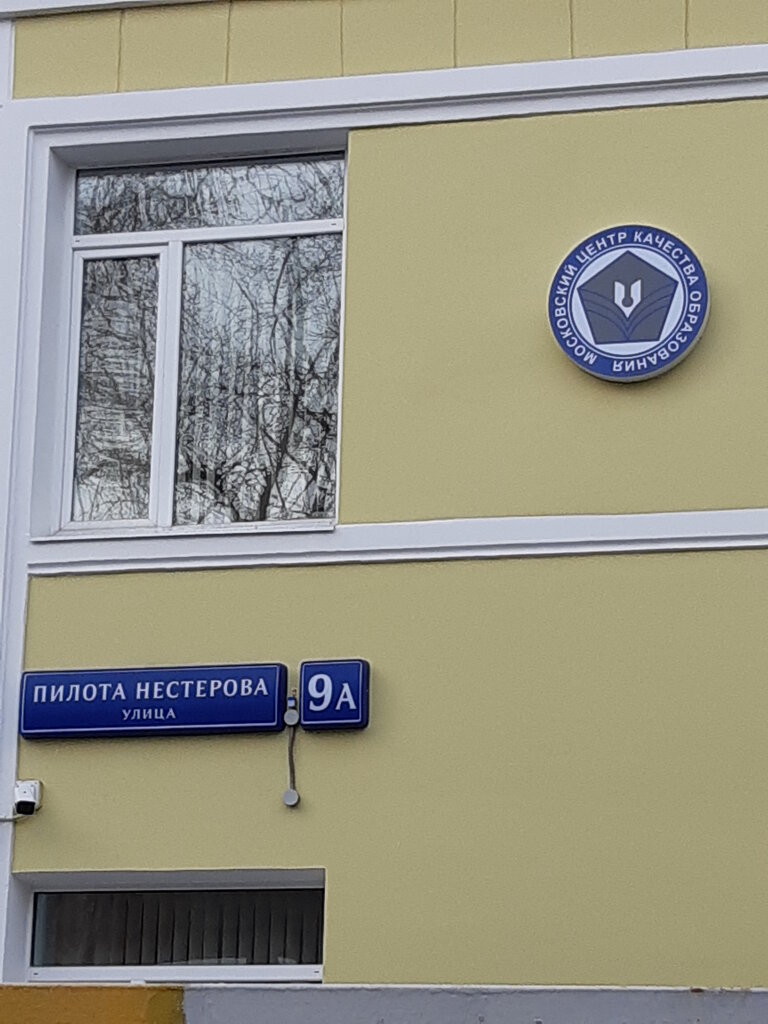 МОСКОВСКИЙ ЦЕНТР КАЧЕСТВА ОБРАЗОВАНИЯ
ПИЛОТА НЕСТЕРОВА
УЛИЦА
9А